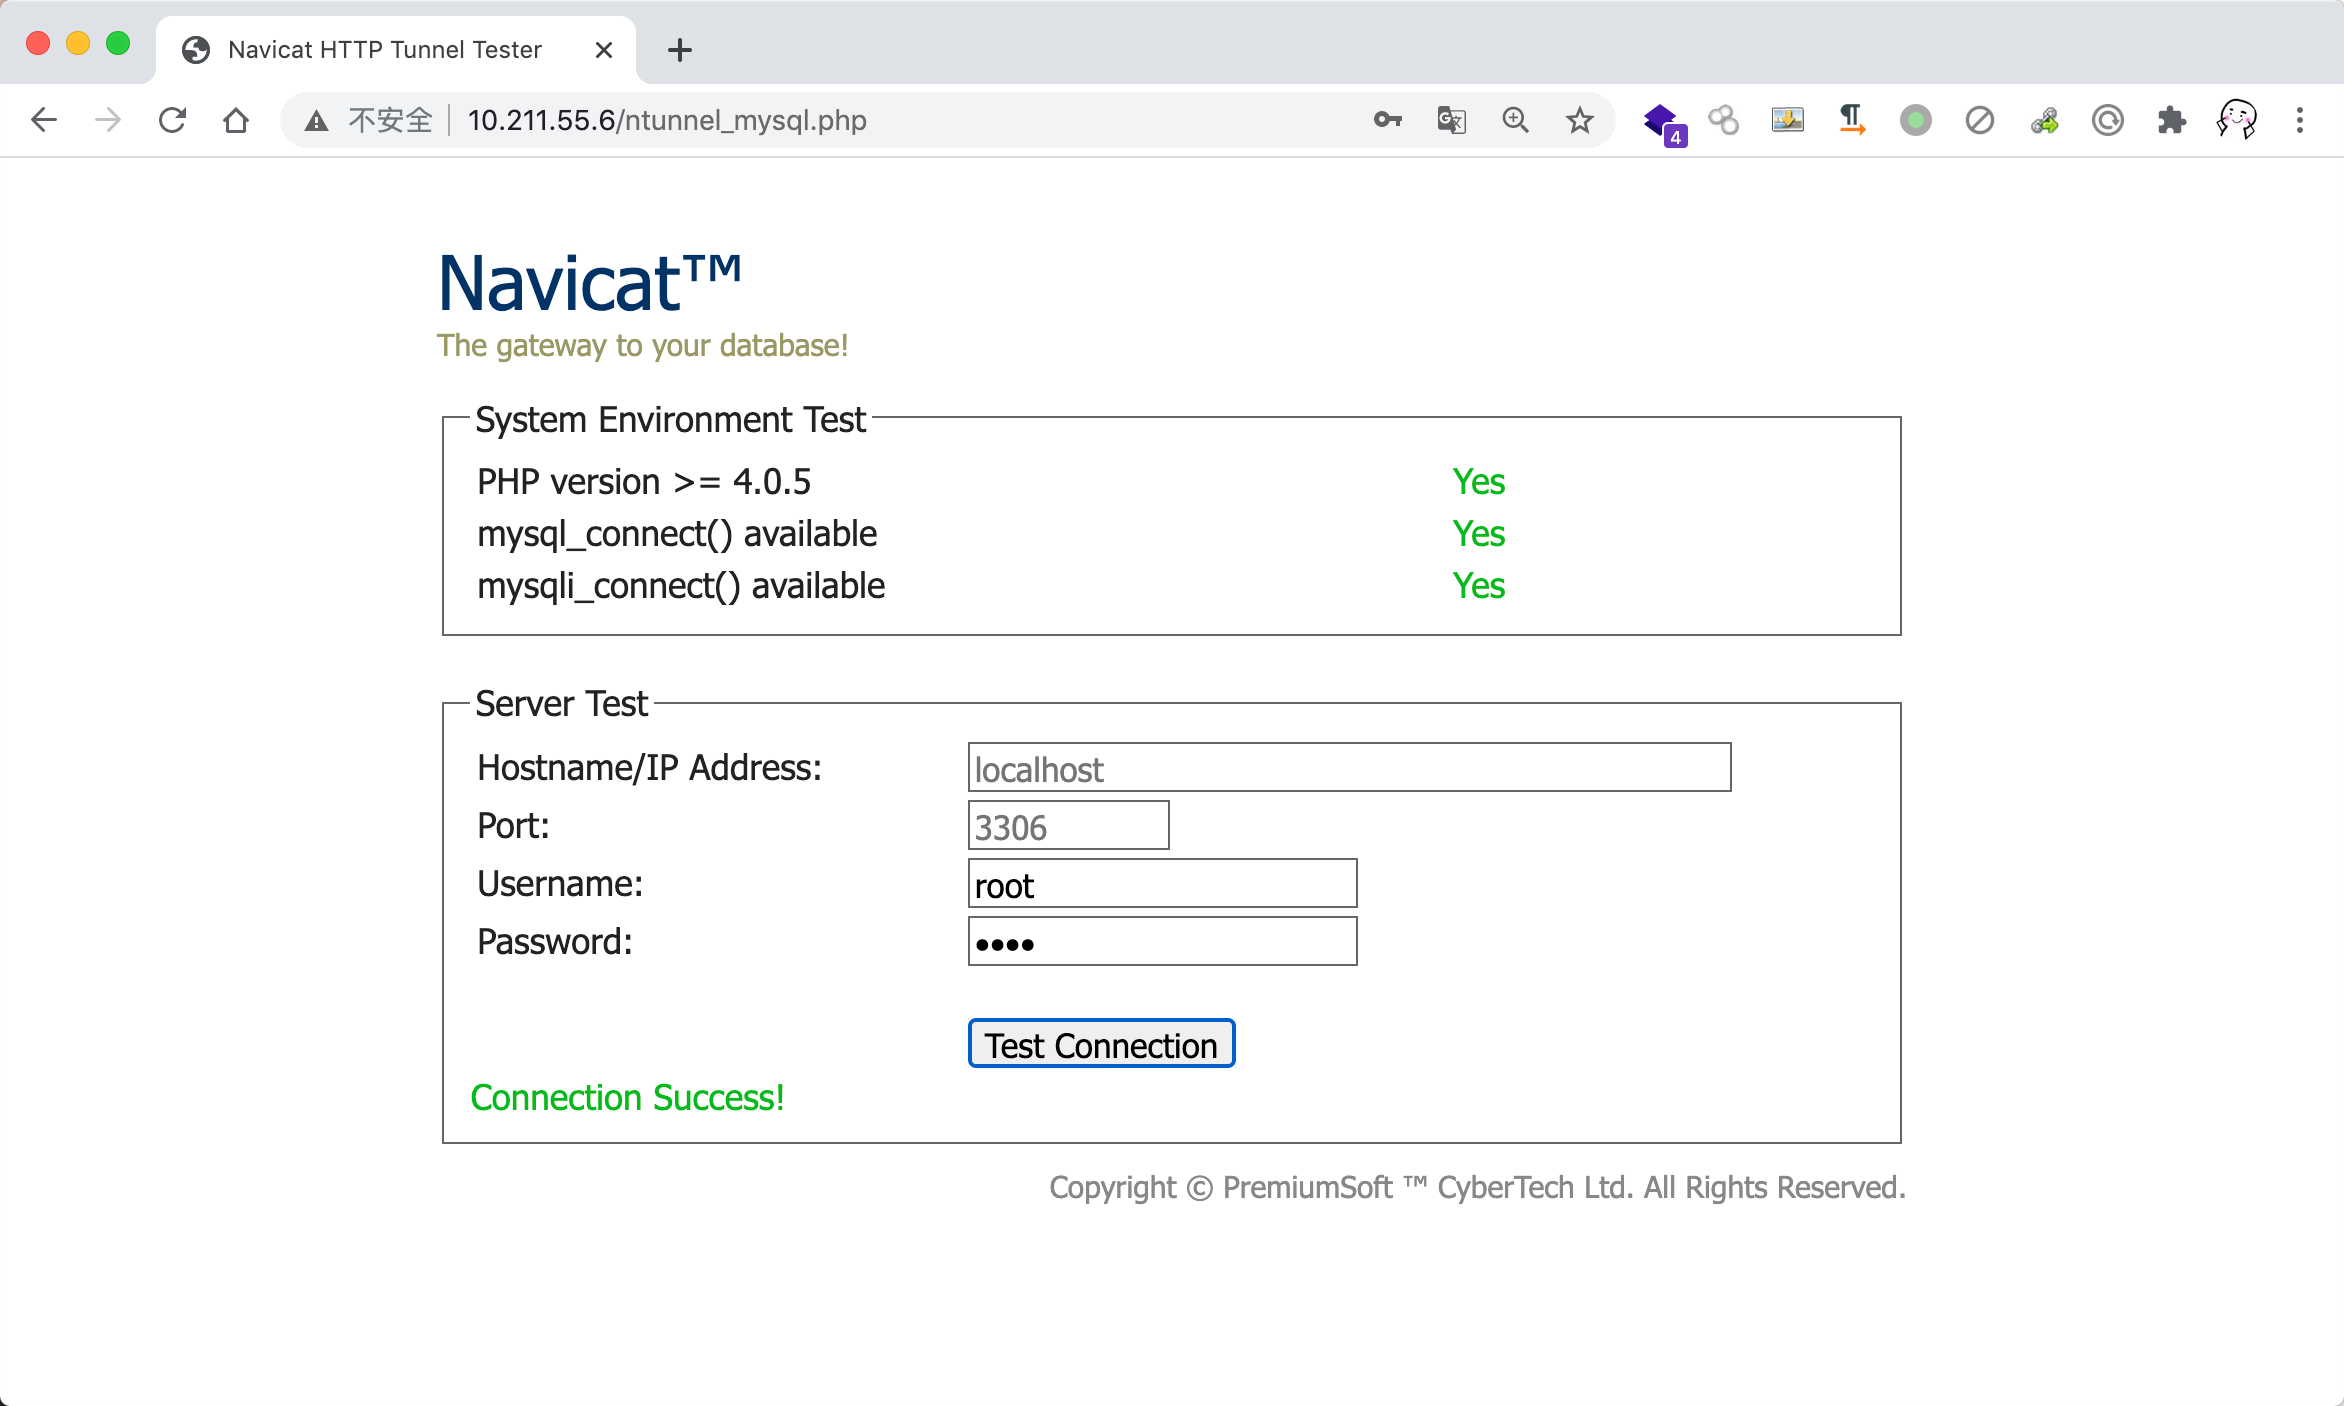 Navicat HTTP Tunnel Tester
不安全 10.211.55.6/ntunnel_mysql.php
4
Navicat™
The gateway to your database!
System Environment Test
PHP version >= 4.0.5 Yes
mysql_connect() available Yes
mysqli_connect() available Yes
Server Test
Hostname/IP Address: localhost
Port: 3306
Username: root
Password: ••••
Test Connection
Connection Success!
Copyright © PremiumSoft ™ CyberTech Ltd. All Rights Reserved.